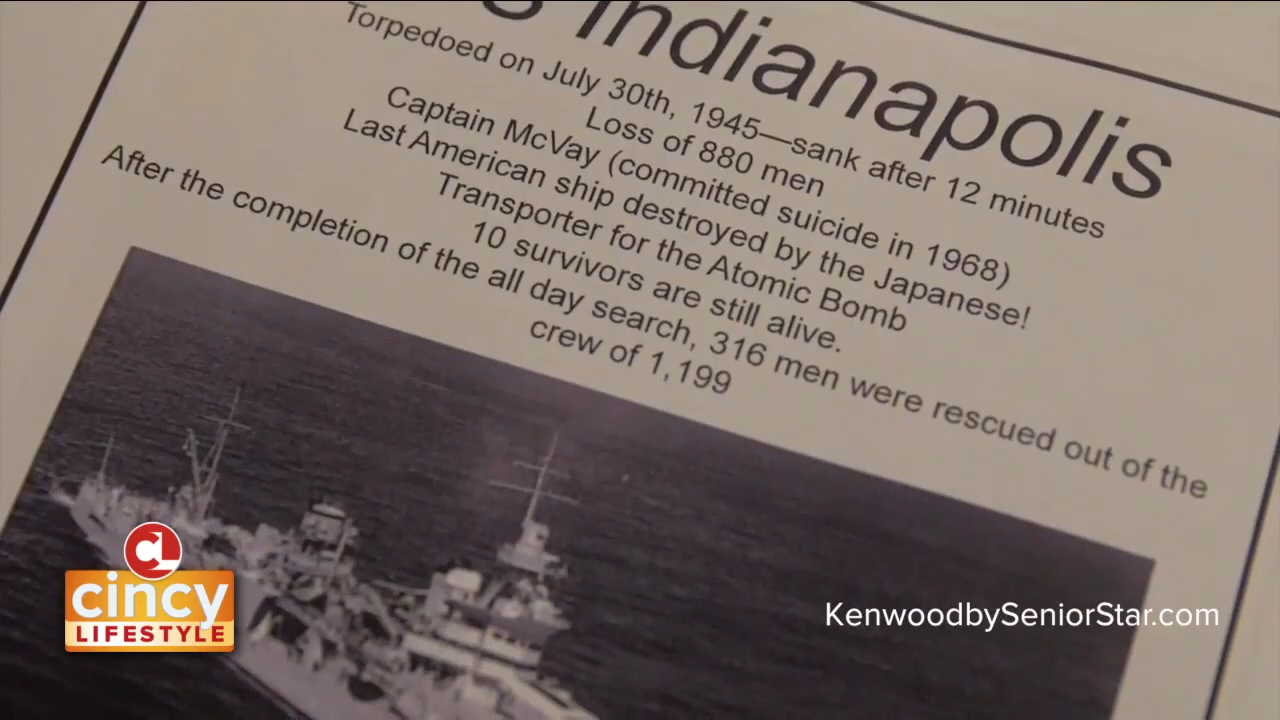 S Indianapolis
Torpedoed on July 30th, 1945—sank after 12 minutes
Loss of 880 men
Captain McVay (committed suicide in 1968)
Last American ship destroyed by the Japanese!
Transporter for the Atomic Bomb
10 survivors are still alive.
After the completion of the all day search, 316 men were rescued out of the
crew of 1,199
CL
cincy
LIFESTYLE
KenwoodbySeniorStar.com